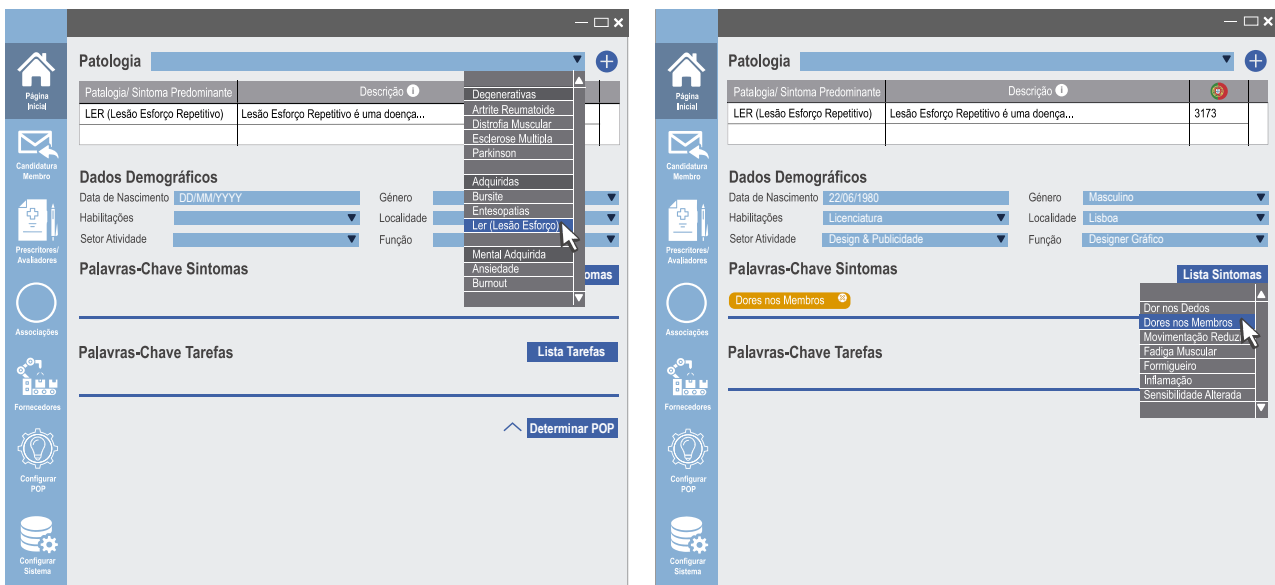 Patologia
Patalogia/ Sintoma Predominante Descrição
LER (Lesão Esforço Repetitivo) Lesão Esforço Repetitivo é uma doença...
Degenerativas
Artrite Reumatoide
Distrofia Muscular
Esclerose Multipla
Parkinson
Adquiridas
Bursite
Entesopatias
Ler (Lesão Esforço)
Mental Adquirida
Ansiedade
Burnout
Dados Demográficos
Data de Nascimento DD/MM/YYYY Género
Habilitações Localidade
Setor Atividade Função
Palavras-Chave Sintomas
omas
Palavras-Chave Tarefas Lista Tarefas
Determinar POP
Página
Inicial
Candidatura
Membro
Prescritores/
Avaliadores
Associações
Fornecedores
Configurar
POP
Configurar
Sistema
Patologia
Patalogia/ Sintoma Predominante Descrição
LER (Lesão Esforço Repetitivo) Lesão Esforço Repetitivo é uma doença... 3173
Dados Demográficos
Data de Nascimento 22/06/1980 Género Masculino
Habilitações Licenciatura Localidade Lisboa
Setor Atividade Design & Publicidade Função Designer Gráfico
Palavras-Chave Sintomas Lista Sintomas
Dores nos Membros
Dor nos Dedos
Dores nos Membros
Movimentação Reduz
Fadiga Muscular
Formigueiro
Inflamação
Sensibilidade Alterada
Palavras-Chave Tarefas
Página
Inicial
Candidatura
Membro
Prescritores/
Avaliadores
Associações
Fornecedores
Configurar
POP
Configurar
Sistema